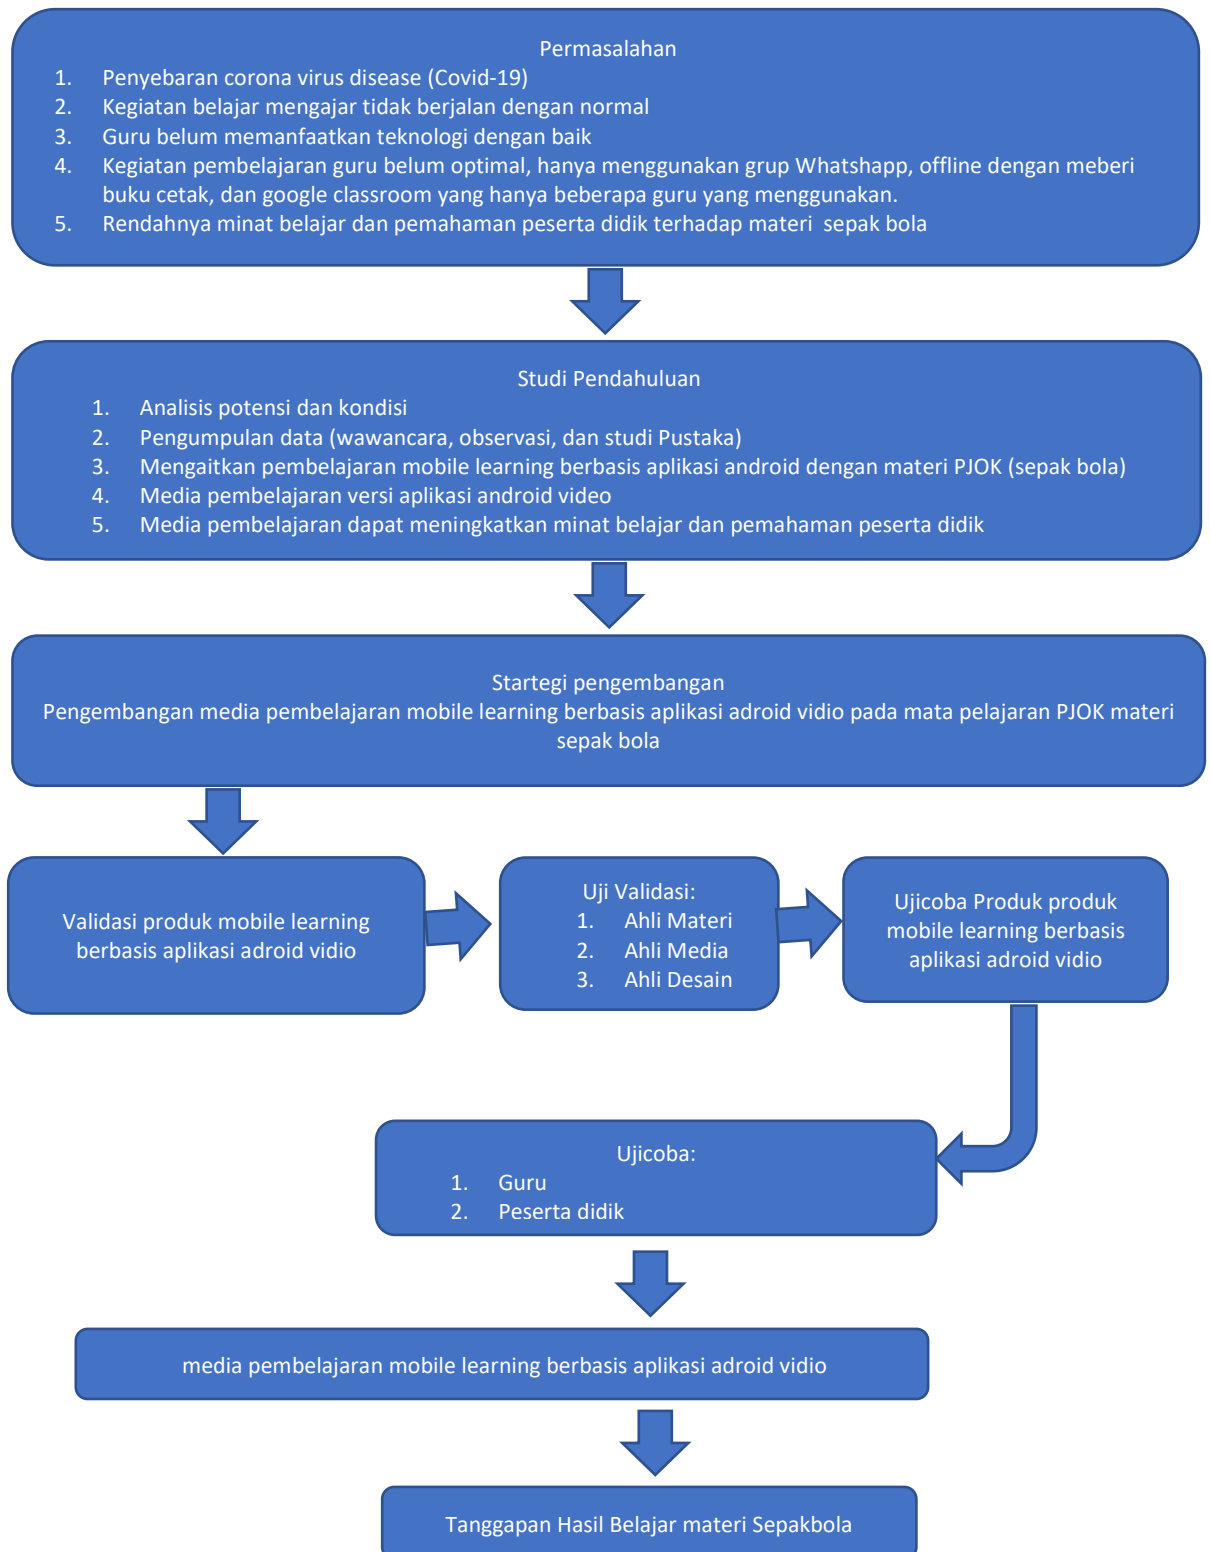 Permasalahan
1. Penyebaran corona virus disease (Covid-19)
2. Kegiatan belajar mengajar tidak berjalan dengan normal
3. Guru belum memanfaatkan teknologi dengan baik
4. Kegiatan pembelajaran guru belum optimal, hanya menggunakan grup Whatshapp, offline dengan meberi
buku cetak, dan google classroom yang hanya beberapa guru yang menggunakan.
5. Rendahnya minat belajar dan pemahaman peserta didik terhadap materi sepak bola
Studi Pendahuluan
1. Analisis potensi dan kondisi
2. Pengumpulan data (wawancara, observasi, dan studi Pustaka)
3. Mengaitkan pembelajaran mobile learning berbasis aplikasi android dengan materi PJOK (sepak bola)
4. Media pembelajaran versi aplikasi android video
5. Media pembelajaran dapat meningkatkan minat belajar dan pemahaman peserta didik
Startegi pengembangan
Pengembangan media pembelajaran mobile learning berbasis aplikasi adroid vidio pada mata pelajaran PJOK materi
sepak bola
Validasi produk mobile learning
berbasis aplikasi adroid vidio
Uji Validasi:
1. Ahli Materi
2. Ahli Media
3. Ahli Desain
Ujicoba Produk produk
mobile learning berbasis
aplikasi adroid vidio
Ujicoba:
1. Guru
2. Peserta didik
media pembelajaran mobile learning berbasis aplikasi adroid vidio
Tanggapan Hasil Belajar materi Sepakbola